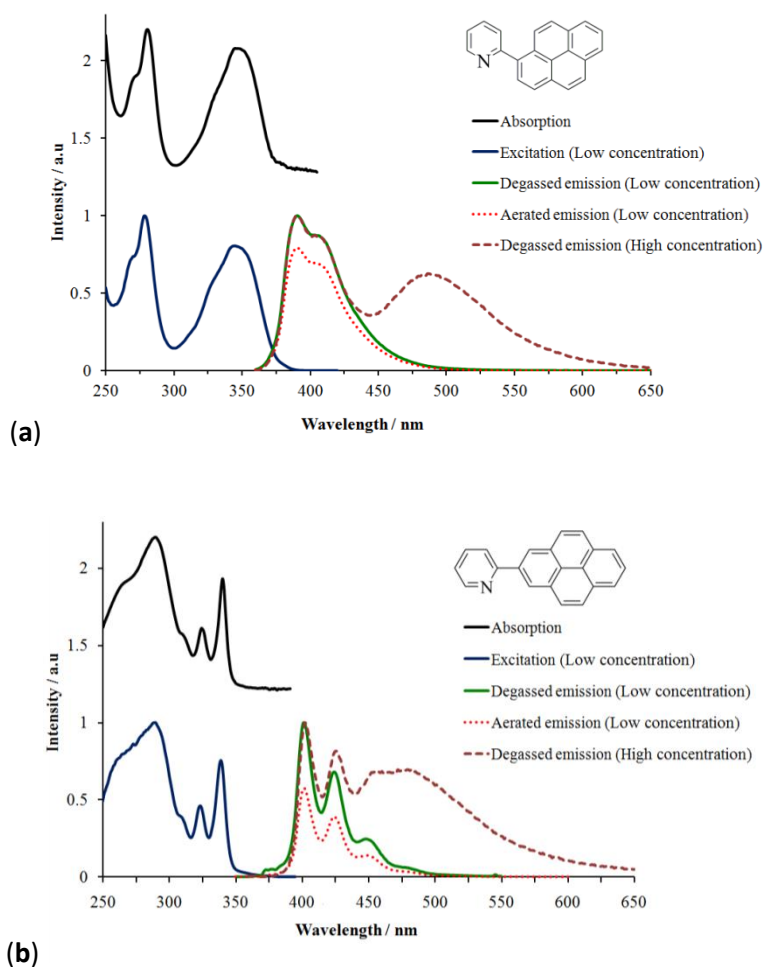 2
1.5
1
0.5
0
Intensity / a.u
250 300 350 400 450 500 550 600 650
Wavelength / nm
N
Absorption
Excitation (Low concentration)
Degassed emission (Low concentration)
Aerated emission (Low concentration)
Degassed emission (High concentration)
(a)
2
1.5
1
0.5
0
Intensity / a.u
250 300 350 400 450 500 550 600 650
Wavelength / nm
N
Absorption
Excitation (Low concentration)
Degassed emission (Low concentration)
Aerated emission (Low concentration)
Degassed emission (High concentration)
(b)